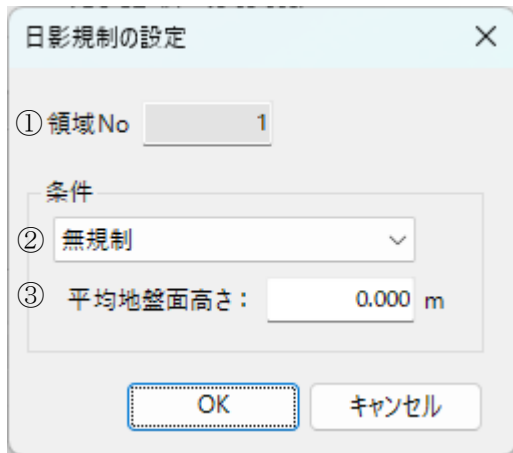 日影規制の設定
①領域No 1
条件
②無規制
③平均地盤面高さ： 0.000 m
OK キャンセル